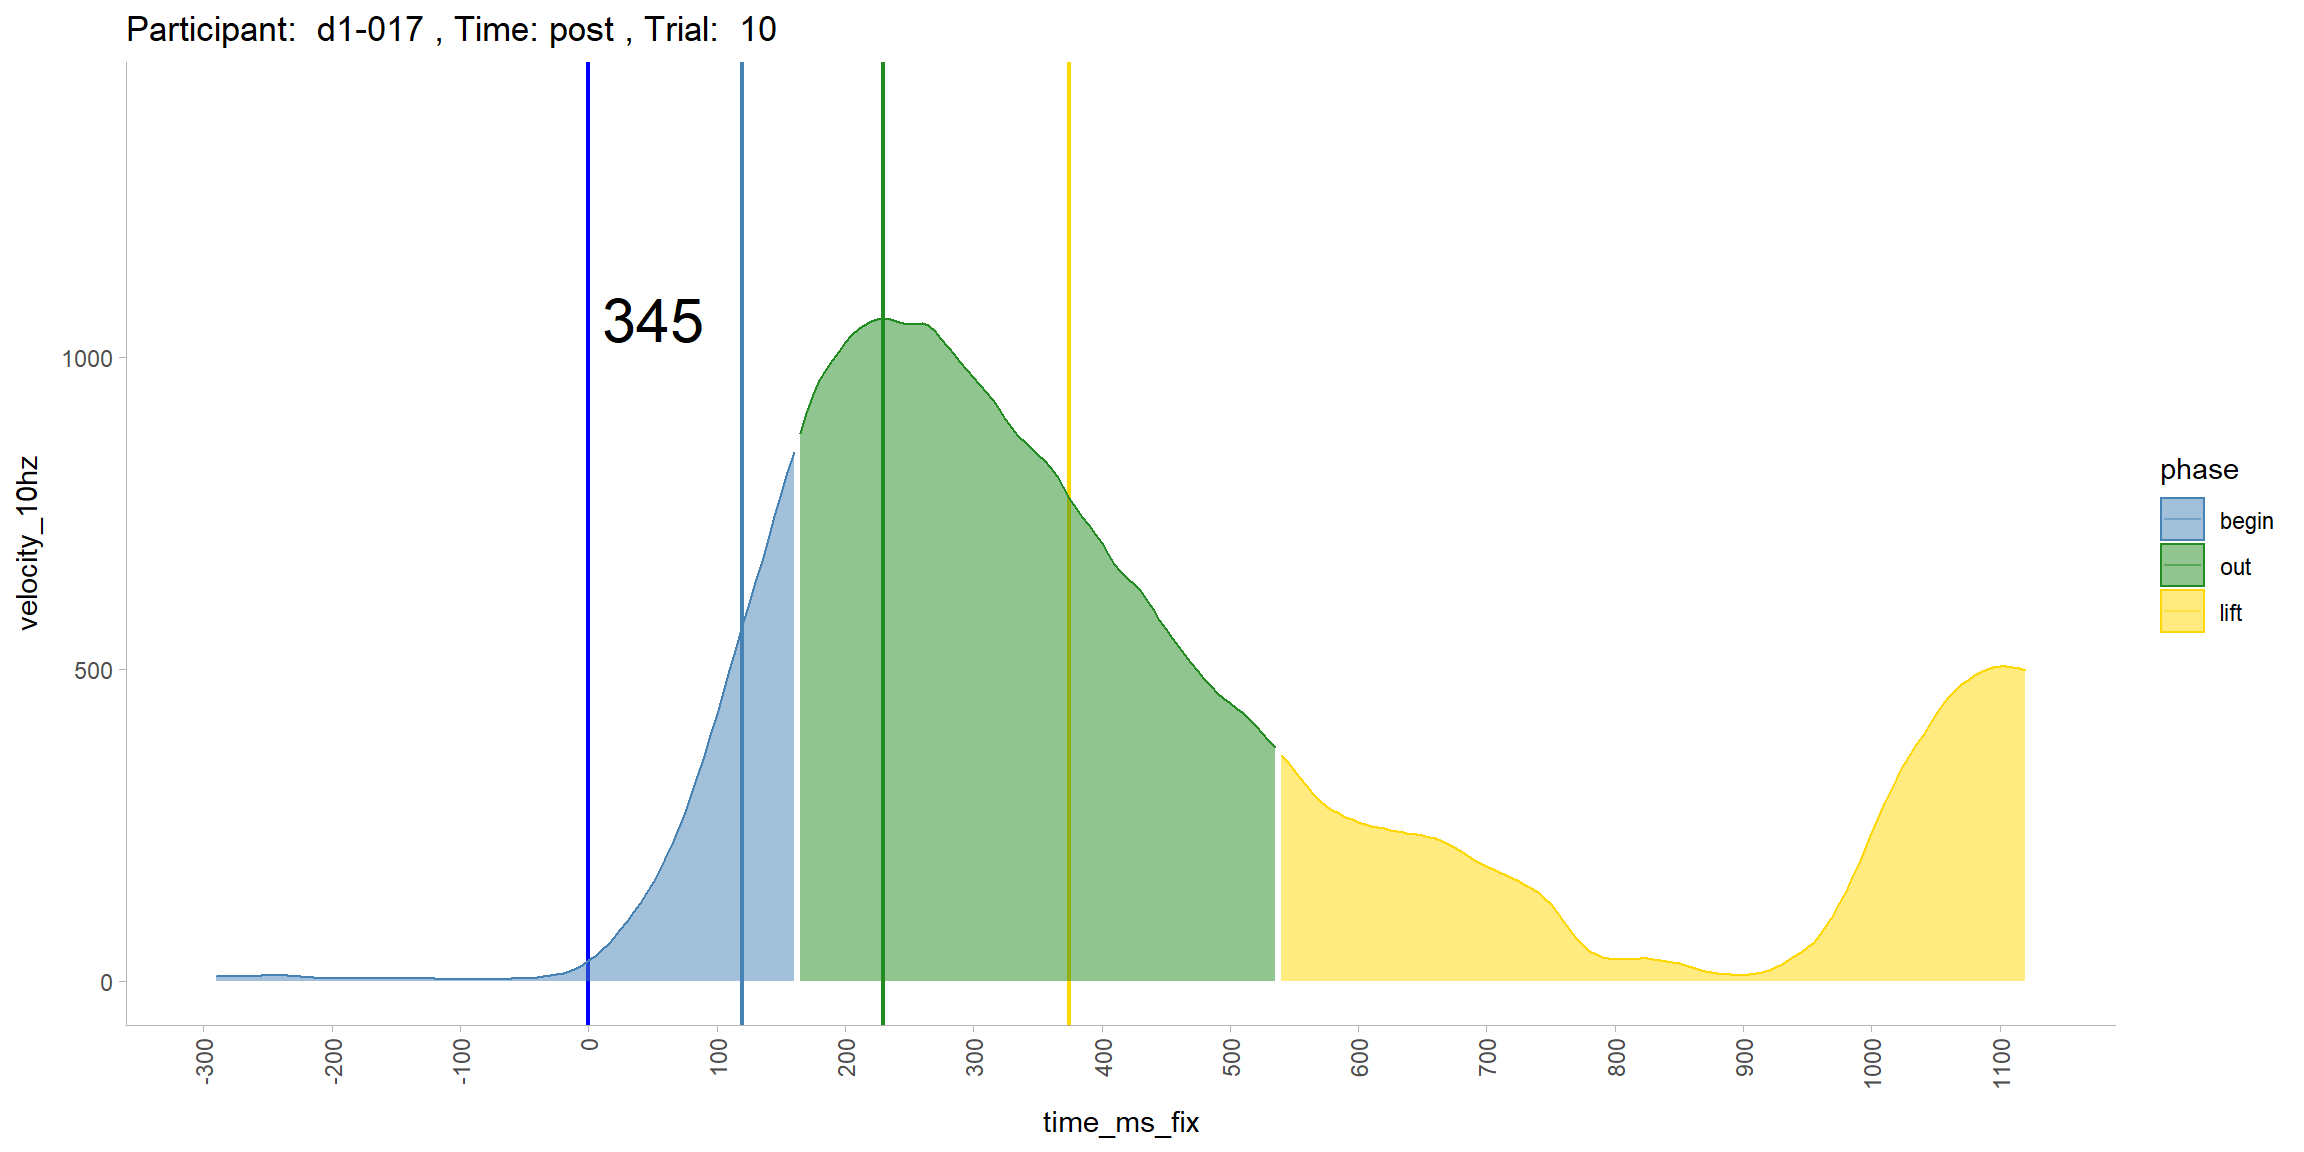 Participant:  d1-017 , Time: post , Trial:  10
345
1000
500
0
velocity_10hz
-300 -200 -100 0 100 200 300 400 500 600 700 800 900 1000 1100
time_ms_fix
phase
begin
out
lift